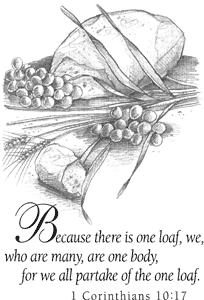 Because there is one loaf, we,
who are many, are one body,
for we all partake of the one loaf.
1 Corinthians 10:17